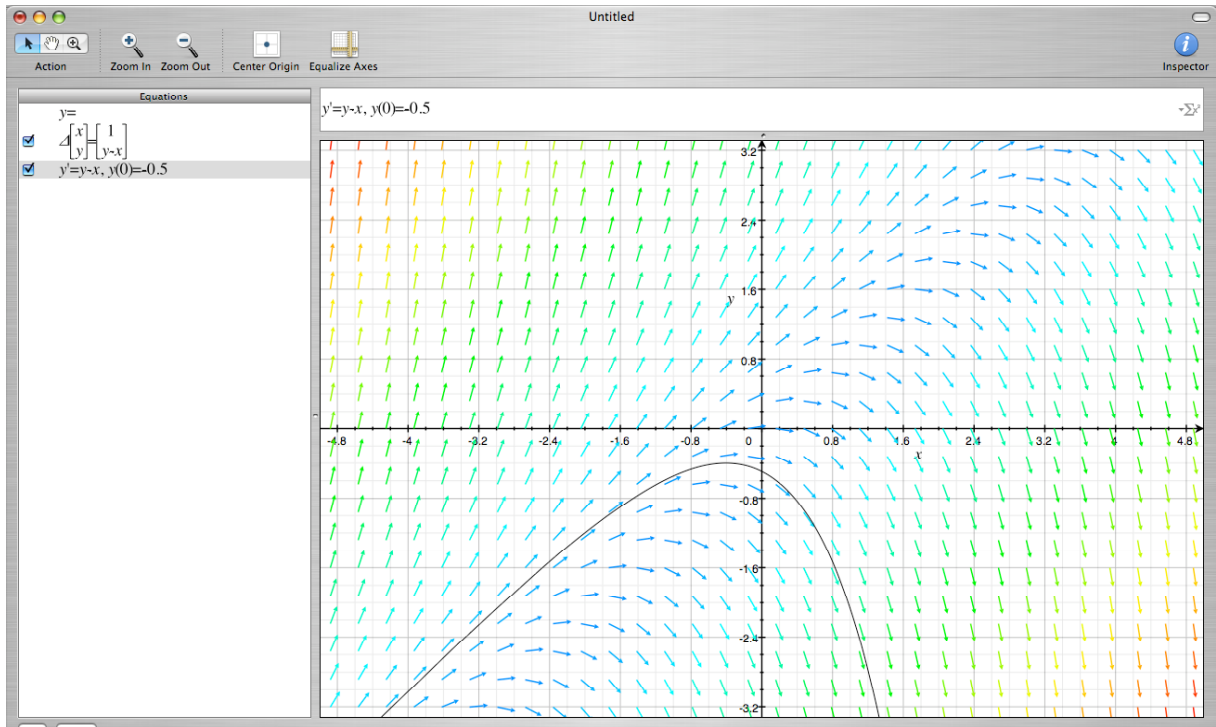 Untitled
Action Zoom In Zoom Out Center Origin Equalize Axes Inspector
Equations
y=
Δ[x y]=[1 y-x]
y'=y-x, y(0)=-0.5
y'=y-x, y(0)=-0.5
Σx²
3.2
2.4
1.6
y
0.8
-4.8 -4 -3.2 -2.4 -1.6 -0.8 0 0.8 1.6 2.4 3.2 4 4.8
x
-0.8
-1.6
-2.4
-3.2